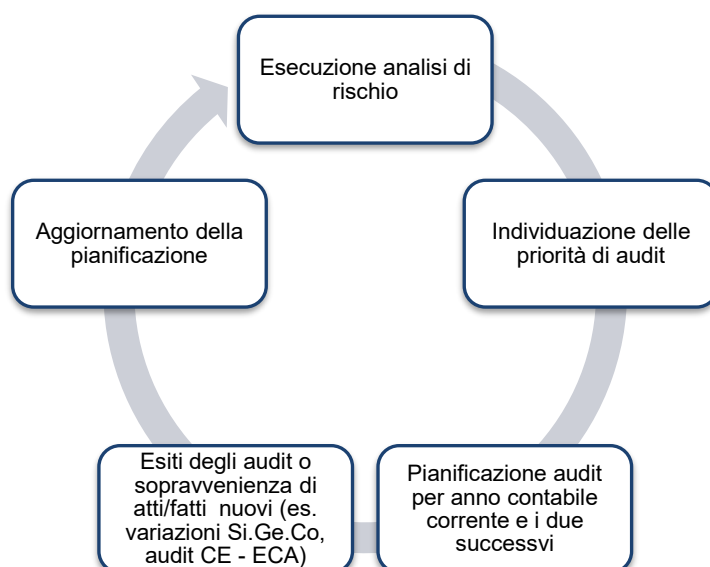 Esecuzione analisi di
rischio
Individuazione delle
priorità di audit
Pianificazione audit
per anno contabile
corrente e i due
successvi
Esiti degli audit o
sopravvenienza di
atti/fatti nuovi (es.
variazioni Si.Ge.Co,
audit CE - ECA)
Aggiornamento della
pianificazione